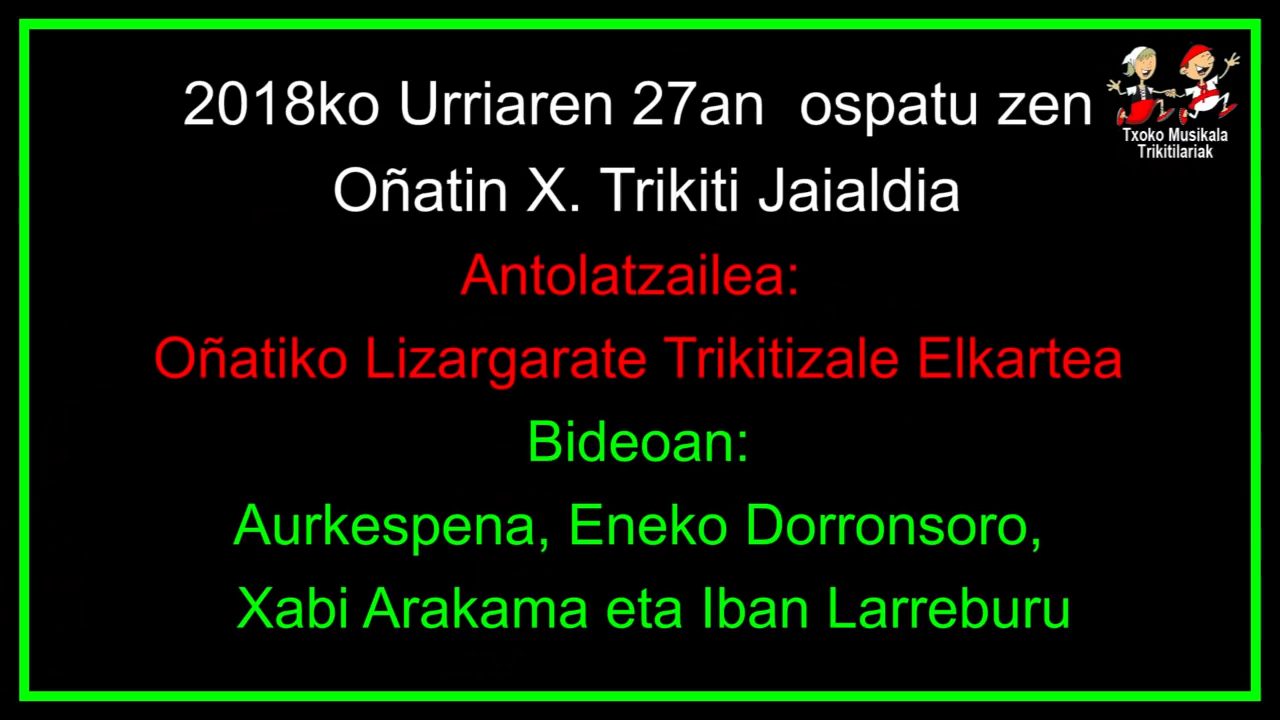 2018ko Urriaren 27an ospatu zen
Oñatin X. Trikiti Jaialdia
Antolatzailea:
Oñatiko Lizargarate Trikitizale Elkartea
Bideoan:
Aurkespena, Eneko Dorronsoro,
Xabi Arakama eta Iban Larreburu
Txoko Musikala
Trikitilariak